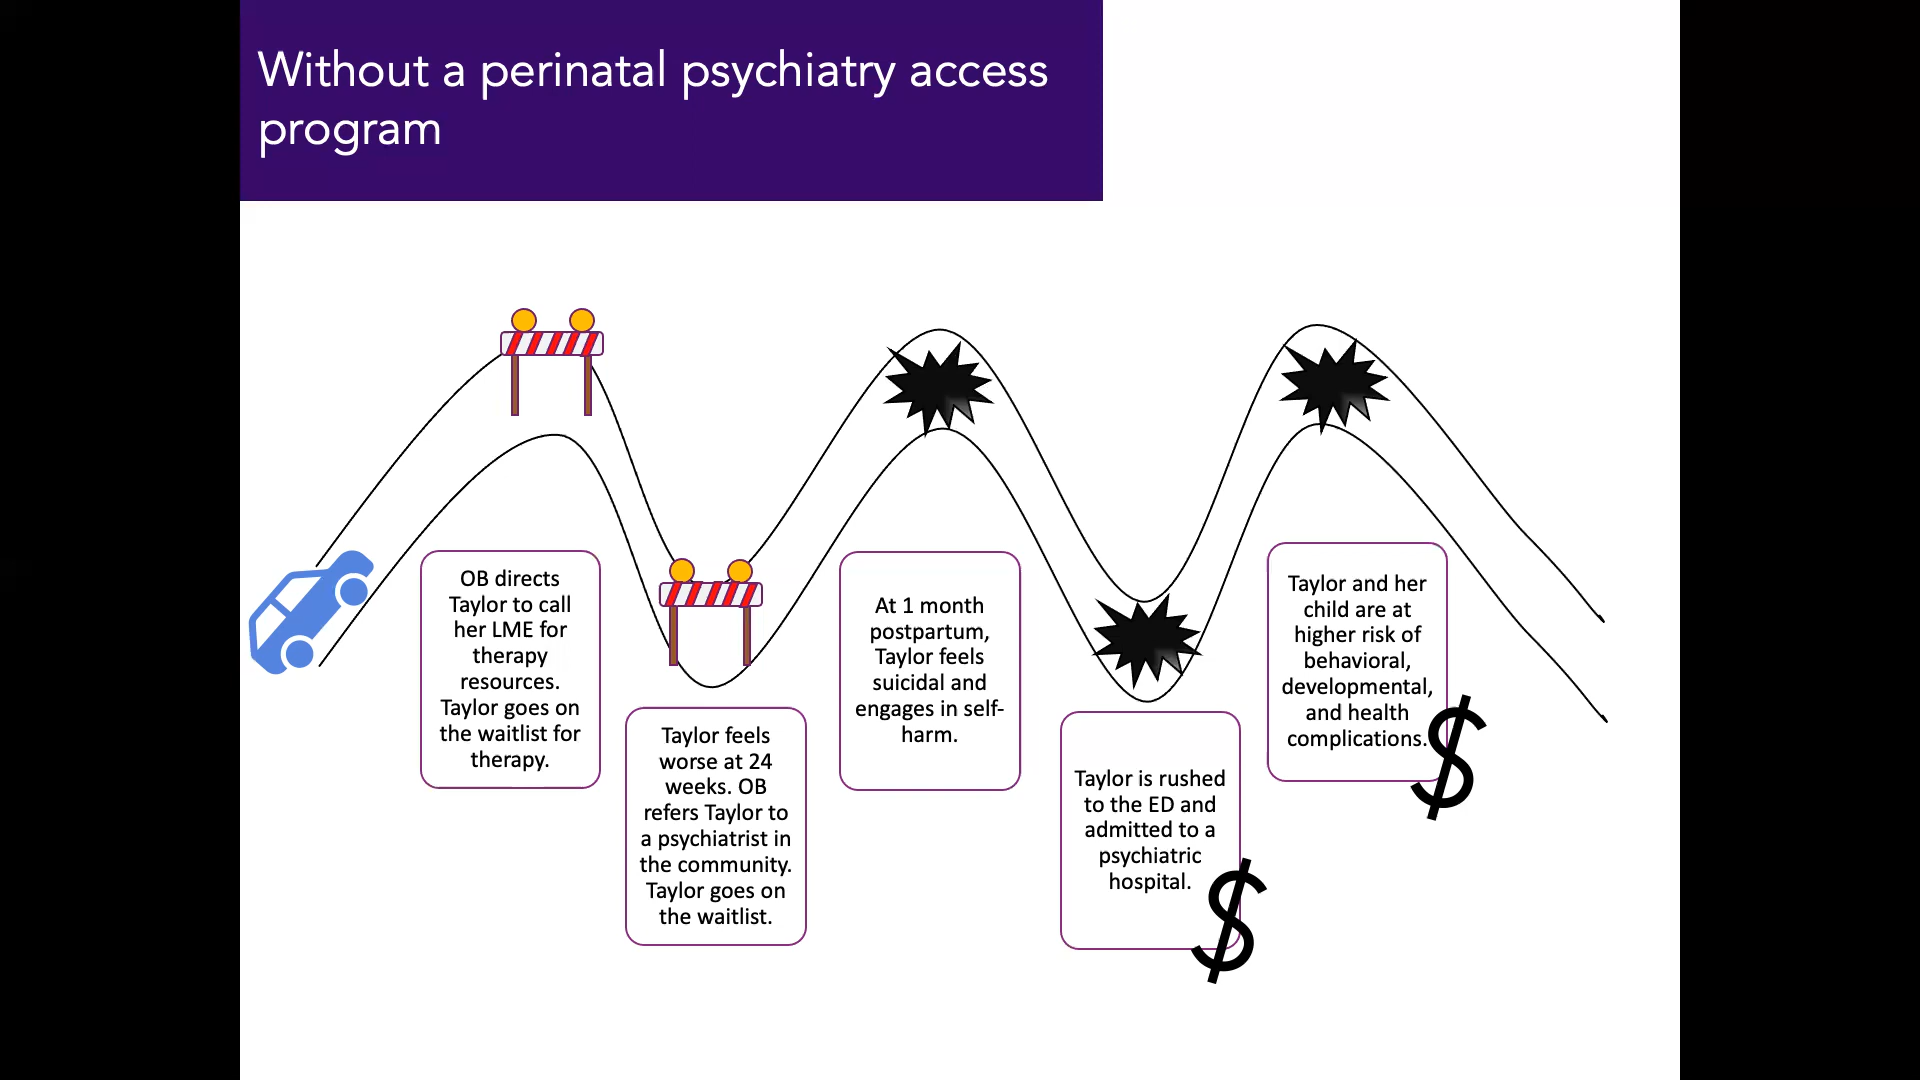 Without a perinatal psychiatry access
program
OB directs
Taylor to call
her LME for
therapy
resources.
Taylor goes on
the waitlist for
therapy.
Taylor feels
worse at 24
weeks. OB
refers Taylor to
a psychiatrist in
the community.
Taylor goes on
the waitlist.
At 1 month
postpartum,
Taylor feels
suicidal and
engages in self-
harm.
Taylor is rushed
to the ED and
admitted to a
psychiatric
hospital.
$
Taylor and her
child are at
higher risk of
behavioral,
developmental,
and health
complications.
$